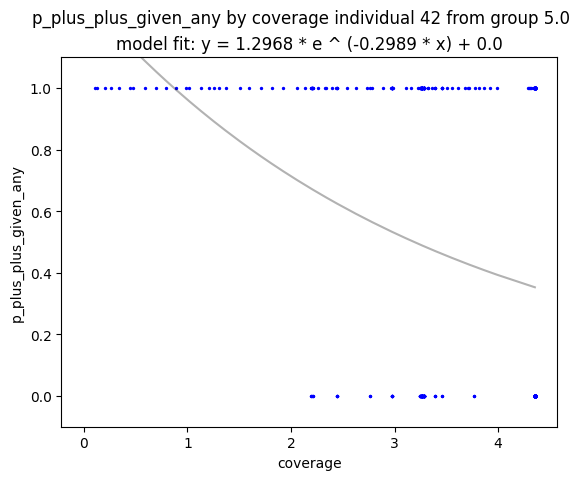 p_plus_plus_given_any by coverage individual 42 from group 5.0
model fit: y = 1.2968 * e ^ (-0.2989 * x) + 0.0
1.0
0.8
0.6
0.4
0.2
0.0
p_plus_plus_given_any
0
1
2
3
4
coverage